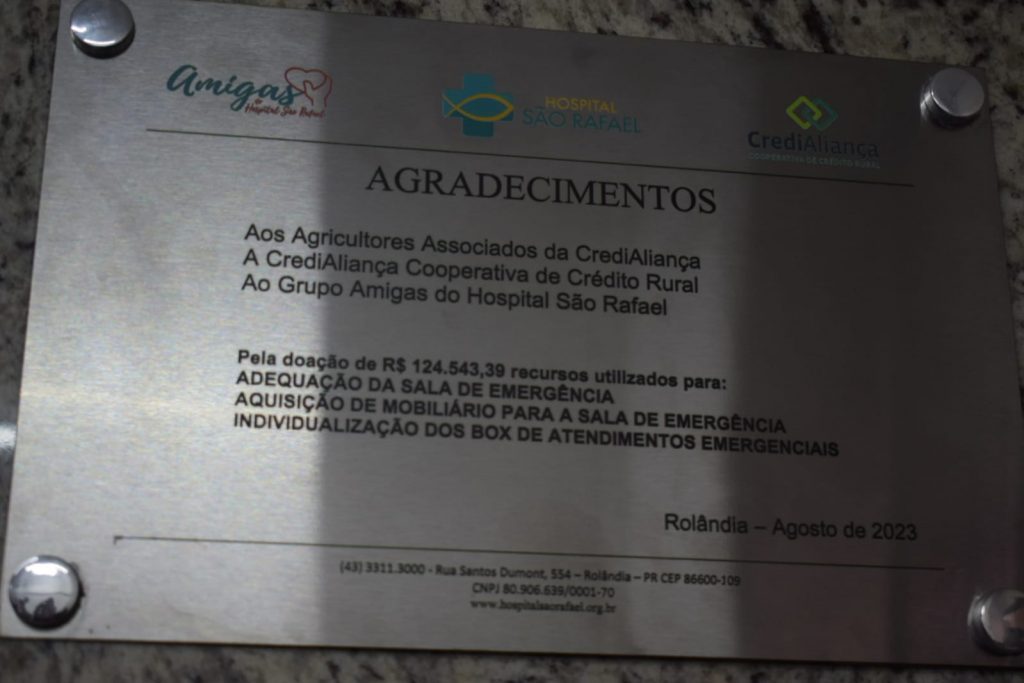 Amigas
do Hospital São Rafael
HOSPITAL
SÃO RAFAEL
CrediAliança
COOPERATIVA DE CRÉDITO RURAL
AGRADECIMENTOS
Aos Agricultores Associados da CrediAliança
A CrediAliança Cooperativa de Crédito Rural
Ao Grupo Amigas do Hospital São Rafael
Pela doação de R$ 124.543,39 recursos utilizados para:
ADEQUAÇÃO DA SALA DE EMERGÊNCIA
AQUISIÇÃO DE MOBILIÁRIO PARA A SALA DE EMERGÊNCIA
INDIVIDUALIZAÇÃO DOS BOX DE ATENDIMENTOS EMERGENCIAIS
Rolândia – Agosto de 2023
(43) 3311.3000 - Rua Santos Dumont, 554 – Rolândia – PR CEP 86600-109
CNPJ 80.906.639/0001-70
www.hospitalsaorafael.org.br